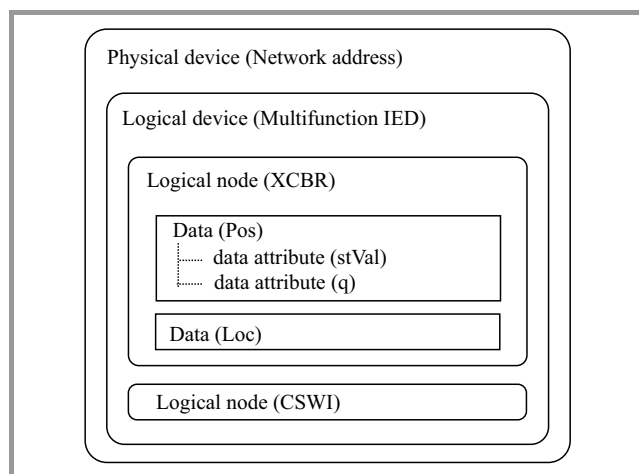 Physical device (Network address)
Logical device (Multifunction IED)
Logical node (XCBR)
Data (Pos)
data attribute (stVal)
data attribute (q)
Data (Loc)
Logical node (CSWI)